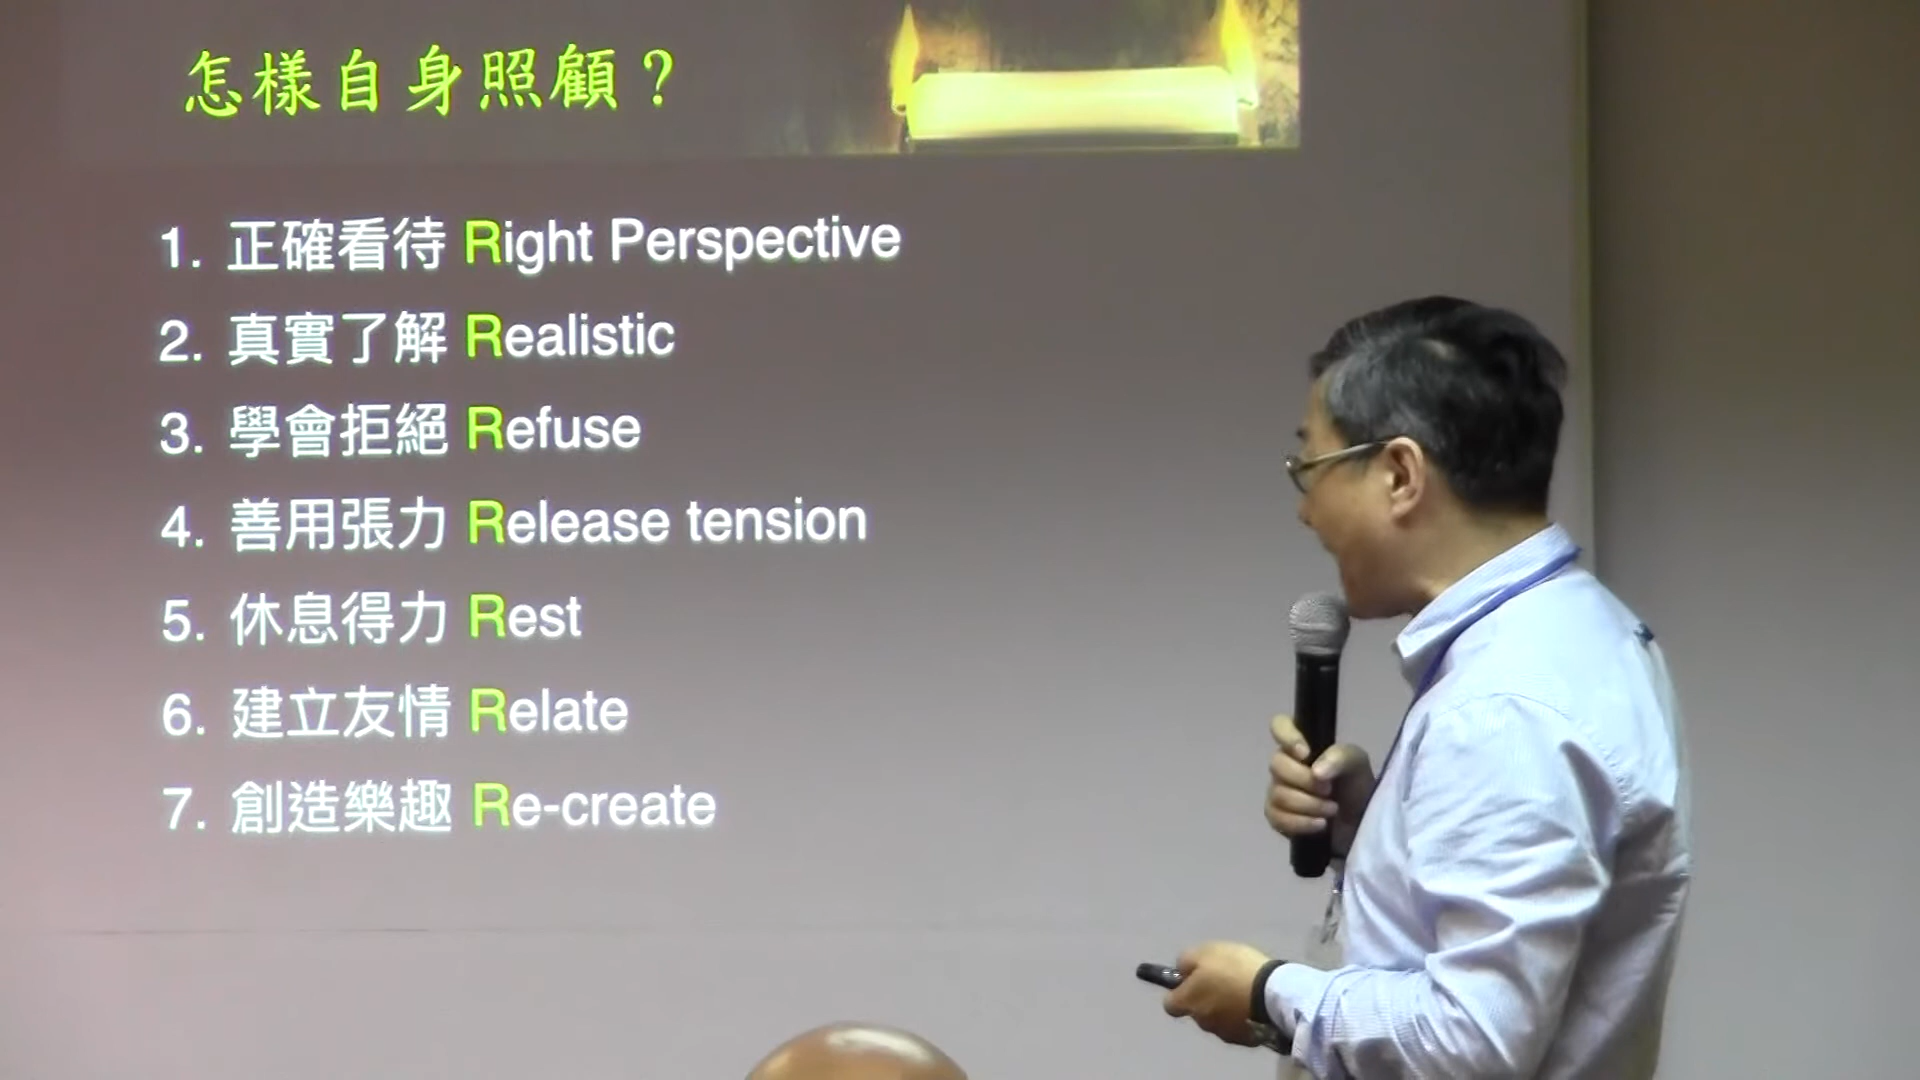 怎樣自身照顧？
1. 正確看待 Right Perspective
2. 真實了解 Realistic
3. 學會拒絕 Refuse
4. 善用張力 Release tension
5. 休息得力 Rest
6. 建立友情 Relate
7. 創造樂趣 Re-create